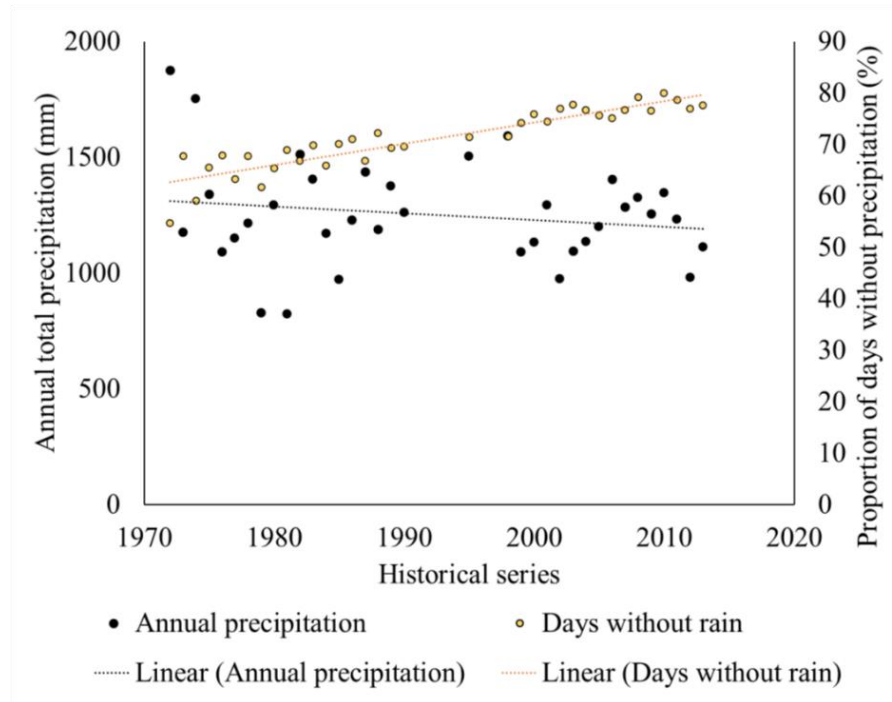 Annual total precipitation (mm)
2000
1500
1000
500
0
90
80
70
60
50
40
30
20
10
0
Proportion of days without precipitation (%)
1970 1980 1990 2000 2010 2020
Historical series
Annual precipitation Days without rain
Linear (Annual precipitation) Linear (Days without rain)